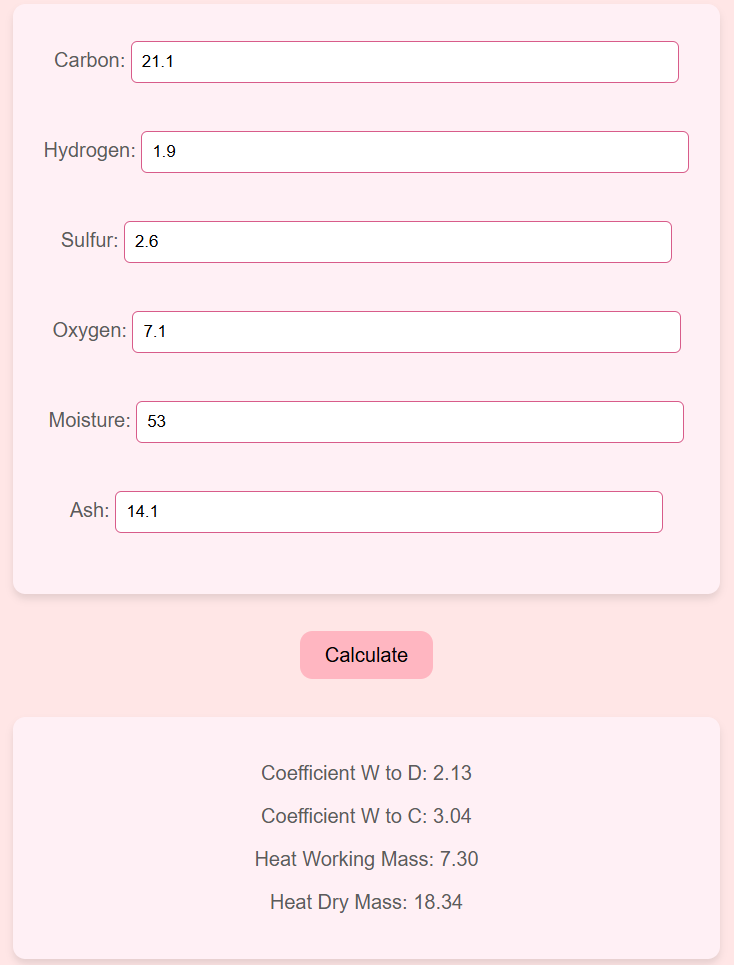 Carbon: 21.1
Hydrogen: 1.9
Sulfur: 2.6
Oxygen: 7.1
Moisture: 53
Ash: 14.1
Calculate
Coefficient W to D: 2.13
Coefficient W to C: 3.04
Heat Working Mass: 7.30
Heat Dry Mass: 18.34